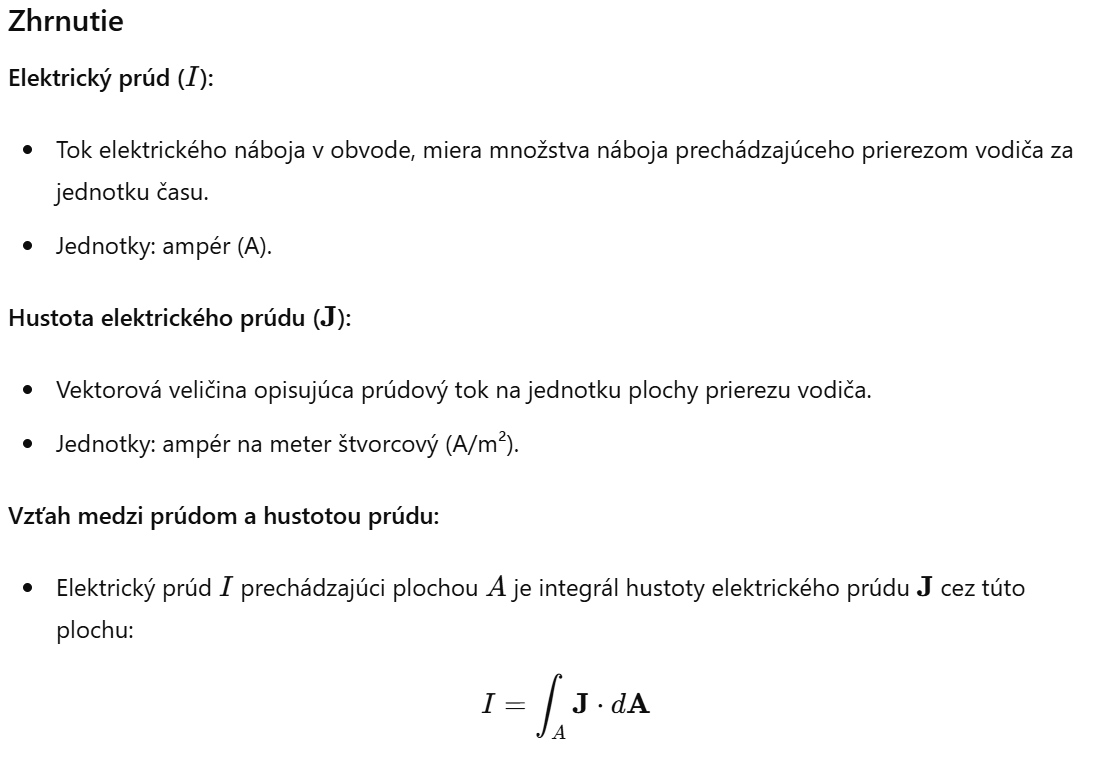 Zhrnutie
Elektrický prúd (I):
• Tok elektrického náboja v obvode, miera množstva náboja prechádzajúceho prierezom vodiča za
jednotku času.
• Jednotky: ampér (A).
Hustota elektrického prúdu (J):
• Vektorová veličina opisujúca prúdový tok na jednotku plochy prierezu vodiča.
• Jednotky: ampér na meter štvorcový (A/m²).
Vzťah medzi prúdom a hustotou prúdu:
• Elektrický prúd I prechádzajúci plochou A je integrál hustoty elektrického prúdu J cez túto
plochu:
I = ∫_A J · dA